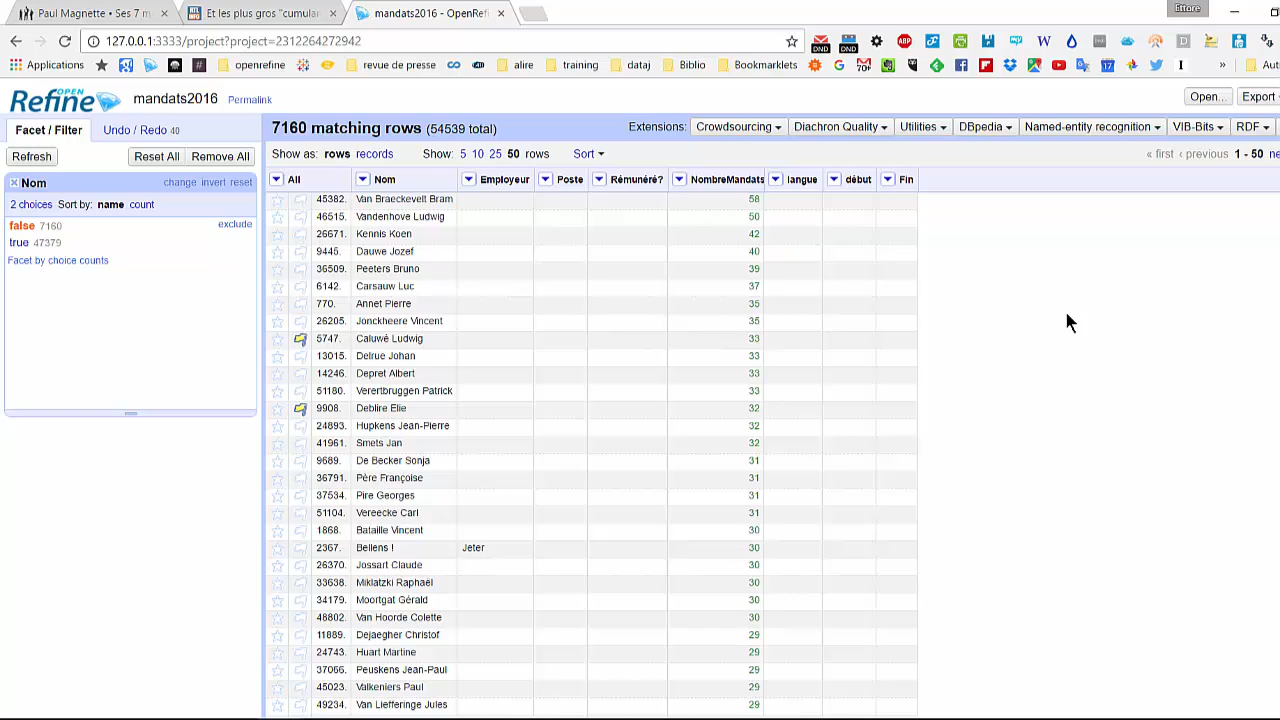 Paul Magnette • Ses 7 m
Et les plus gros "cumular
mandats2016 - OpenRef
Ettore
127.0.0.1:3333/project?project=2312264272942
Applications openrefine revue de presse alire training dataj Biblio Bookmarklets » Aut
OPEN Refine mandats2016 Permalink Open... Export
Facet / Filter Undo / Redo 40
7160 matching rows (54539 total) Extensions: Crowdsourcing Diachron Quality Utilities DBpedia Named-entity recognition VIB-Bits RDF
Refresh Reset All Remove All
Show as: rows records Show: 5 10 25 50 rows Sort « first ‹ previous 1 - 50 ne
Nom change invert reset
2 choices Sort by: name count
false 7160 exclude
true 47379
Facet by choice counts
All Nom Employeur Poste Rémunéré? NombreMandats langue début Fin
45382. Van Braeckevelt Bram 58
46515. Vandenhove Ludwig 50
26671. Kennis Koen 42
9445. Dauwe Jozef 40
36509. Peeters Bruno 39
6142. Carsauw Luc 37
770. Annet Pierre 35
26205. Jonckheere Vincent 35
5747. Caluwé Ludwig 33
13015. Delrue Johan 33
14246. Depret Albert 33
51180. Verertbruggen Patrick 33
9908. Deblire Elie 32
24893. Hupkens Jean-Pierre 32
41961. Smets Jan 32
9689. De Becker Sonja 31
36791. Père Françoise 31
37534. Pire Georges 31
51104. Vereecke Carl 31
1868. Bataille Vincent 30
2367. Bellens ! Jeter 30
26370. Jossart Claude 30
33638. Miklatzki Raphaël 30
34179. Moortgat Gérald 30
48802. Van Hoorde Colette 30
11889. Dejaegher Christof 29
24743. Huart Martine 29
37066. Peuskens Jean-Paul 29
45023. Valkeniers Paul 29
49234. Van Liefferinge Julia 29